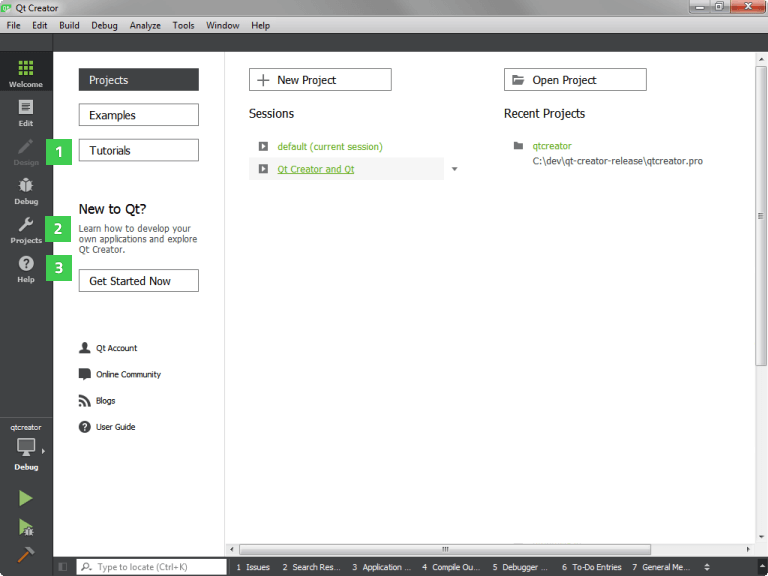 Qt Creator
File Edit Build Debug Analyze Tools Window Help
Welcome
Edit
Design
Debug
Projects
Help
1
2
3
Projects
Examples
Tutorials
New to Qt?
Learn how to develop your
own applications and explore
Qt Creator.
Get Started Now
Qt Account
Online Community
Blogs
User Guide
New Project
Sessions
default (current session)
Qt Creator and Qt
Open Project
Recent Projects
qtcreator
C:\dev\qt-creator-release\qtcreator.pro
qtcreator
Debug
Type to locate (Ctrl+K)
1 Issues 2 Search Res... 3 Application ... 4 Compile Ou... 5 Debugger ... 6 To-Do Entries 7 General Me...